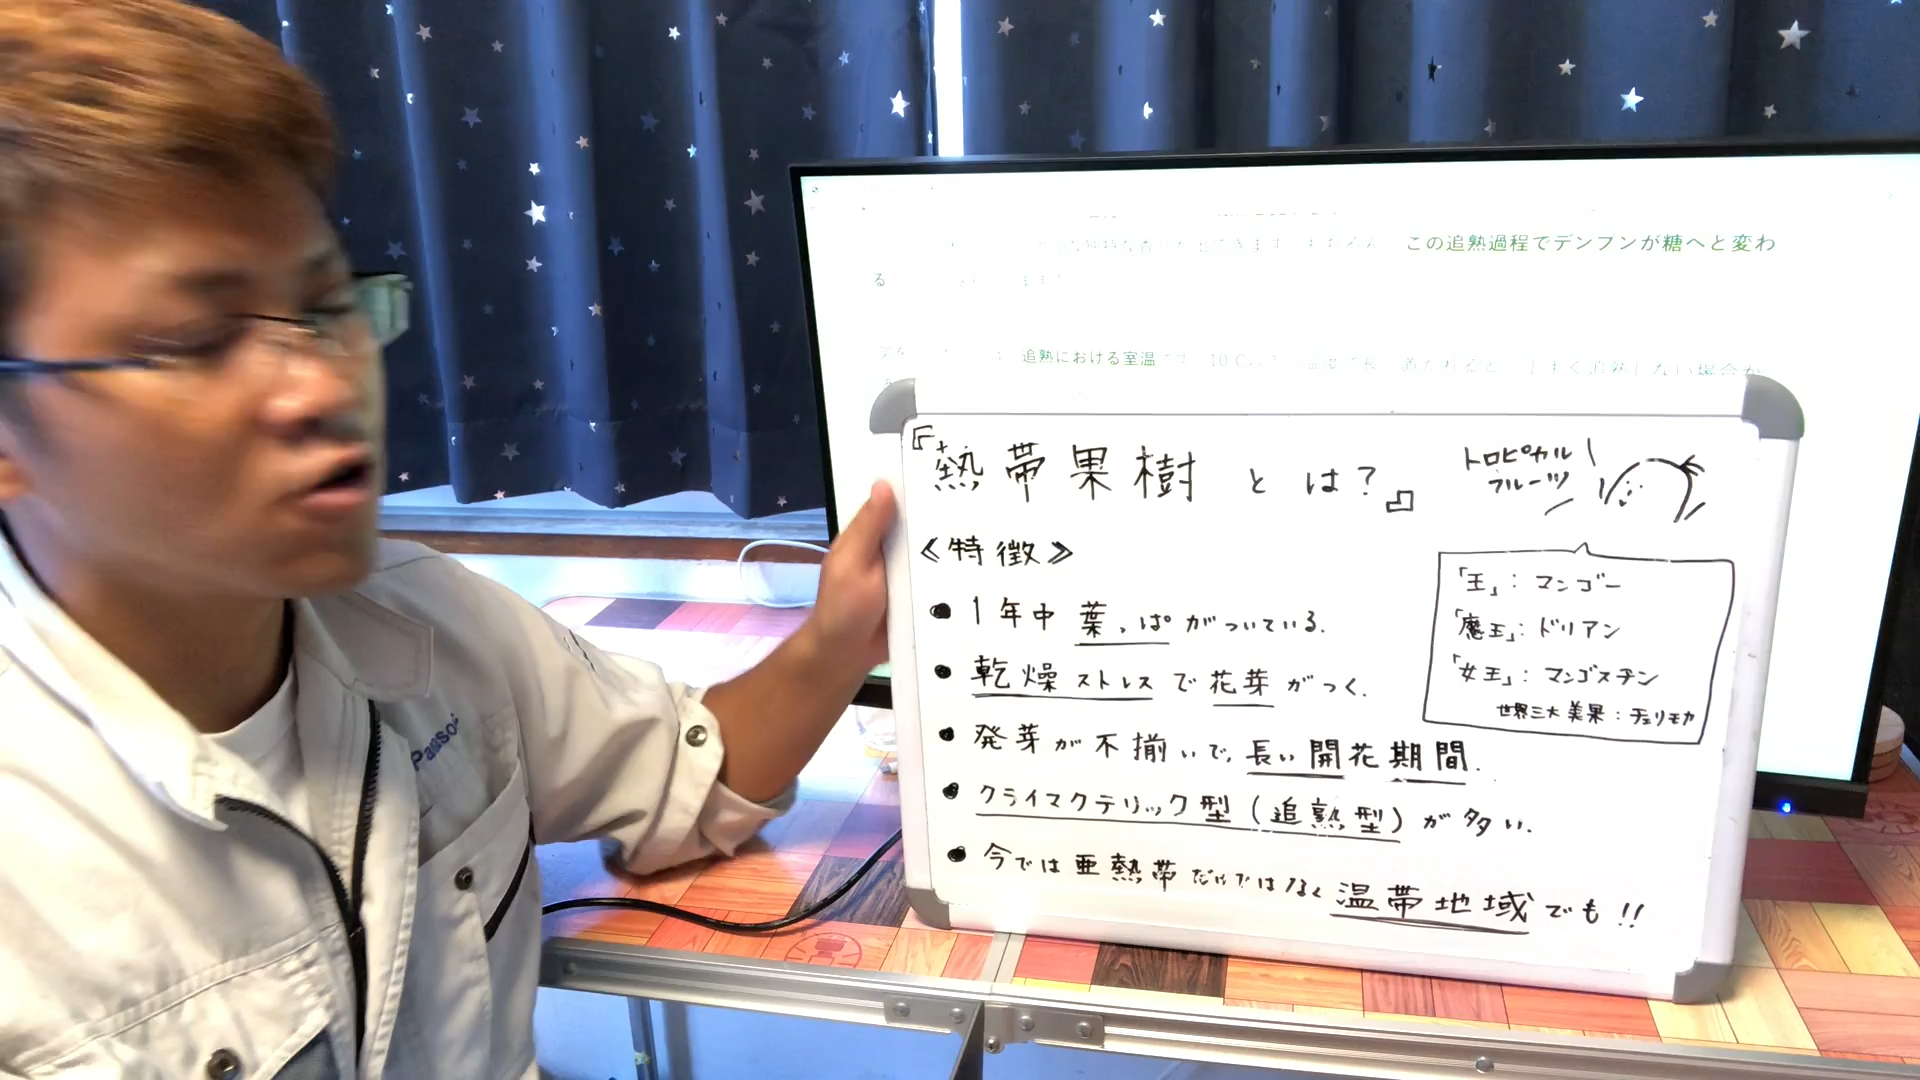 この追熟過程でデンプンが糖へと変わ
る
追熟における室温
『熱帯果樹とは?』
トロピカル
フルーツ
《特徴》
● 1年中葉っぱがついている.
● 乾燥ストレスで花芽がつく.
● 発芽が不揃いで、長い開花期間.
● クライマクテリック型(追熟型)が多い.
● 今では亜熱帯だけではなく温帯地域でも!!
「王」: マンゴー
「魔王」: ドリアン
「女王」: マンゴスチン
世界三大美果: チェリモヤ
Panasonic